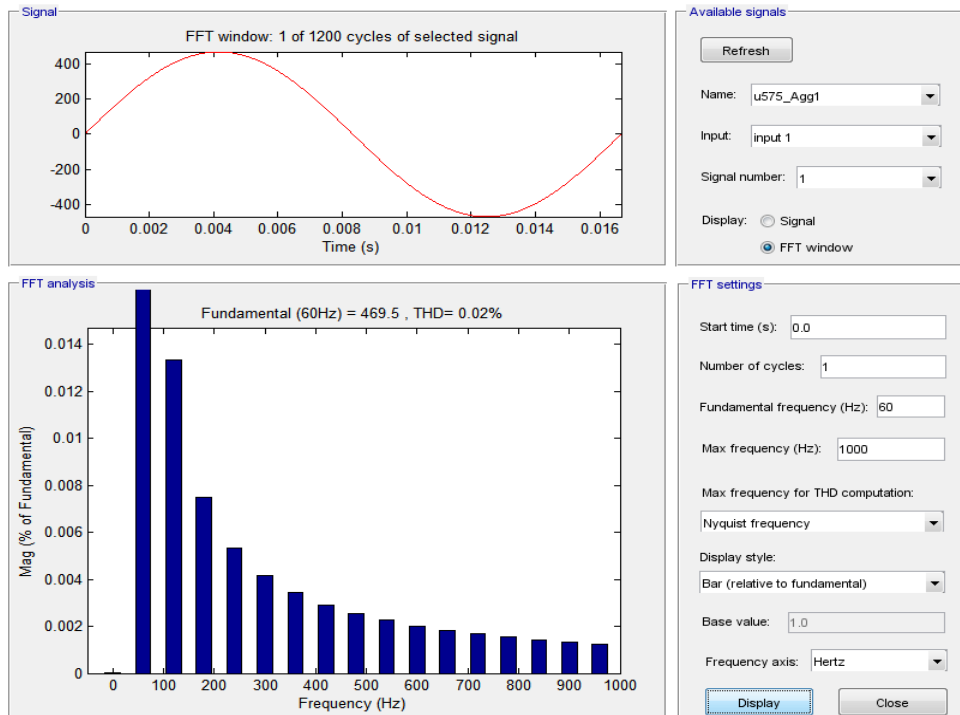 Signal
FFT window: 1 of 1200 cycles of selected signal
400
200
0
-200
-400
0
0.002
0.004
0.006
0.008
0.01
0.012
0.014
0.016
Time (s)
Available signals
Refresh
Name:
u575_Agg1
Input:
input 1
Signal number:
1
Display:
Signal
FFT window
FFT analysis
Fundamental (60Hz) = 469.5 , THD= 0.02%
Mag (% of Fundamental)
0.014
0.012
0.01
0.008
0.006
0.004
0.002
0
0
100
200
300
400
500
600
700
800
900
1000
Frequency (Hz)
FFT settings
Start time (s):
0.0
Number of cycles:
1
Fundamental frequency (Hz):
60
Max frequency (Hz):
1000
Max frequency for THD computation:
Nyquist frequency
Display style:
Bar (relative to fundamental)
Base value:
1.0
Frequency axis:
Hertz
Display
Close